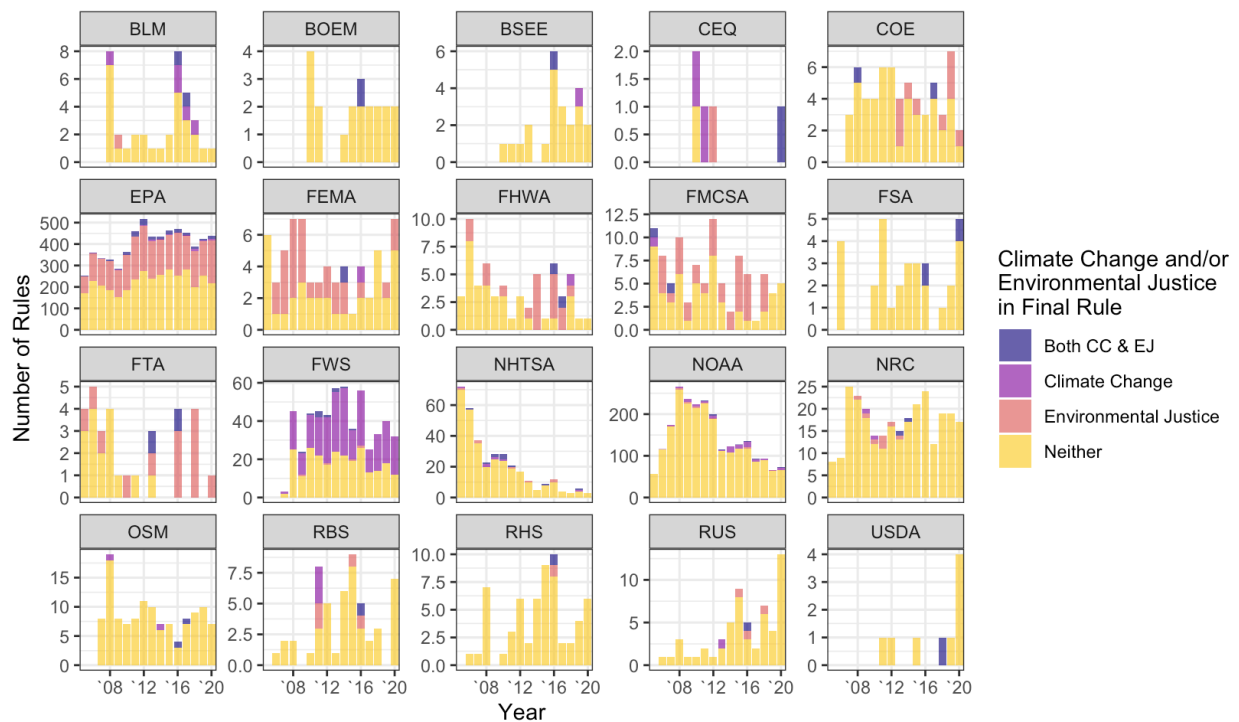 BLM BOEM BSEE CEQ COE
8 6 4 2 0
4 3 2 1 0
6 4 2 0
2.0 1.5 1.0 0.5 0.0
6 4 2 0
EPA FEMA FHWA FMCSA FSA
500 400 300 200 100 0
6 4 2 0
10.0 7.5 5.0 2.5 0.0
12.5 10.0 7.5 5.0 2.5 0.0
5 4 3 2 1 0
FTA FWS NHTSA NOAA NRC
5 4 3 2 1 0
60 40 20 0
60 40 20 0
200 100 0
25 20 15 10 5 0
OSM RBS RHS RUS USDA
15 10 5 0
7.5 5.0 2.5 0.0
10.0 7.5 5.0 2.5 0.0
10 5 0
4 3 2 1 0
`08 `12 `16 `20 `08 `12 `16 `20 `08 `12 `16 `20 `08 `12 `16 `20 `08 `12 `16 `20
Year
Number of Rules
Climate Change and/or
Environmental Justice
in Final Rule
Both CC & EJ
Climate Change
Environmental Justice
Neither